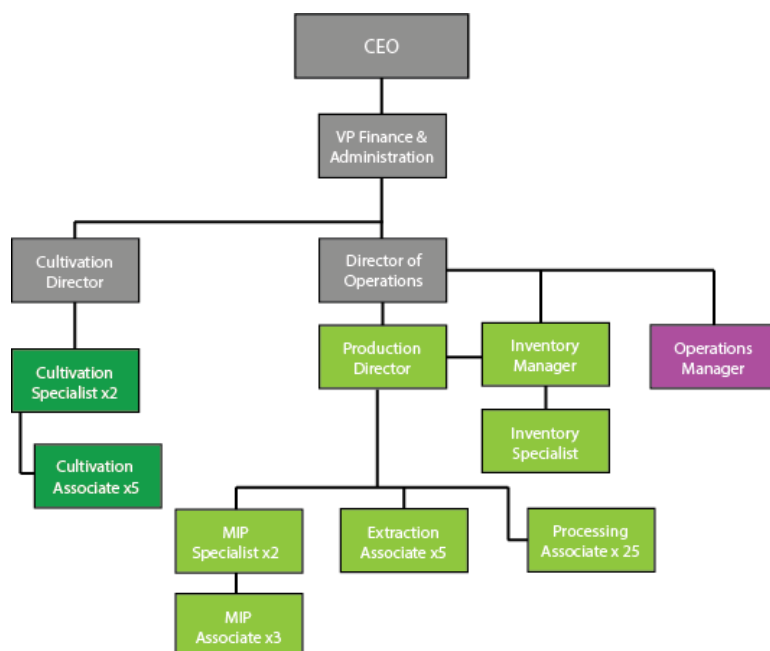 CEO
VP Finance &
Administration
Cultivation
Director
Director of
Operations
Production
Director
Inventory
Manager
Operations
Manager
Cultivation
Specialist x2
Inventory
Specialist
Cultivation
Associate x5
MIP
Specialist x2
Extraction
Associate x5
Processing
Associate x 25
MIP
Associate x3